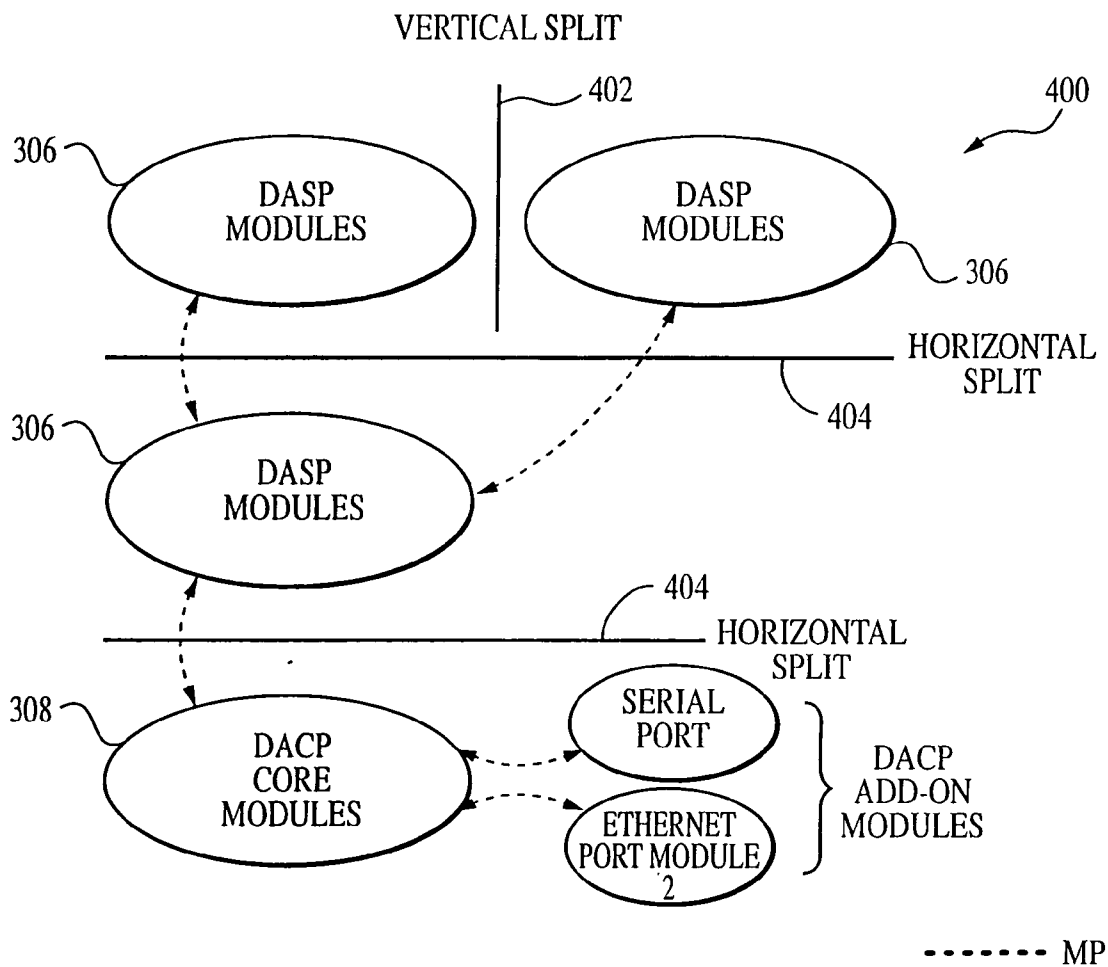 VERTICAL SPLIT
402
400
306
DASP
MODULES
DASP
MODULES
306
HORIZONTAL
SPLIT
404
306
DASP
MODULES
404
HORIZONTAL
SPLIT
308
DACP
CORE
MODULES
SERIAL
PORT
ETHERNET
PORT MODULE
2
DACP
ADD-ON
MODULES
MP